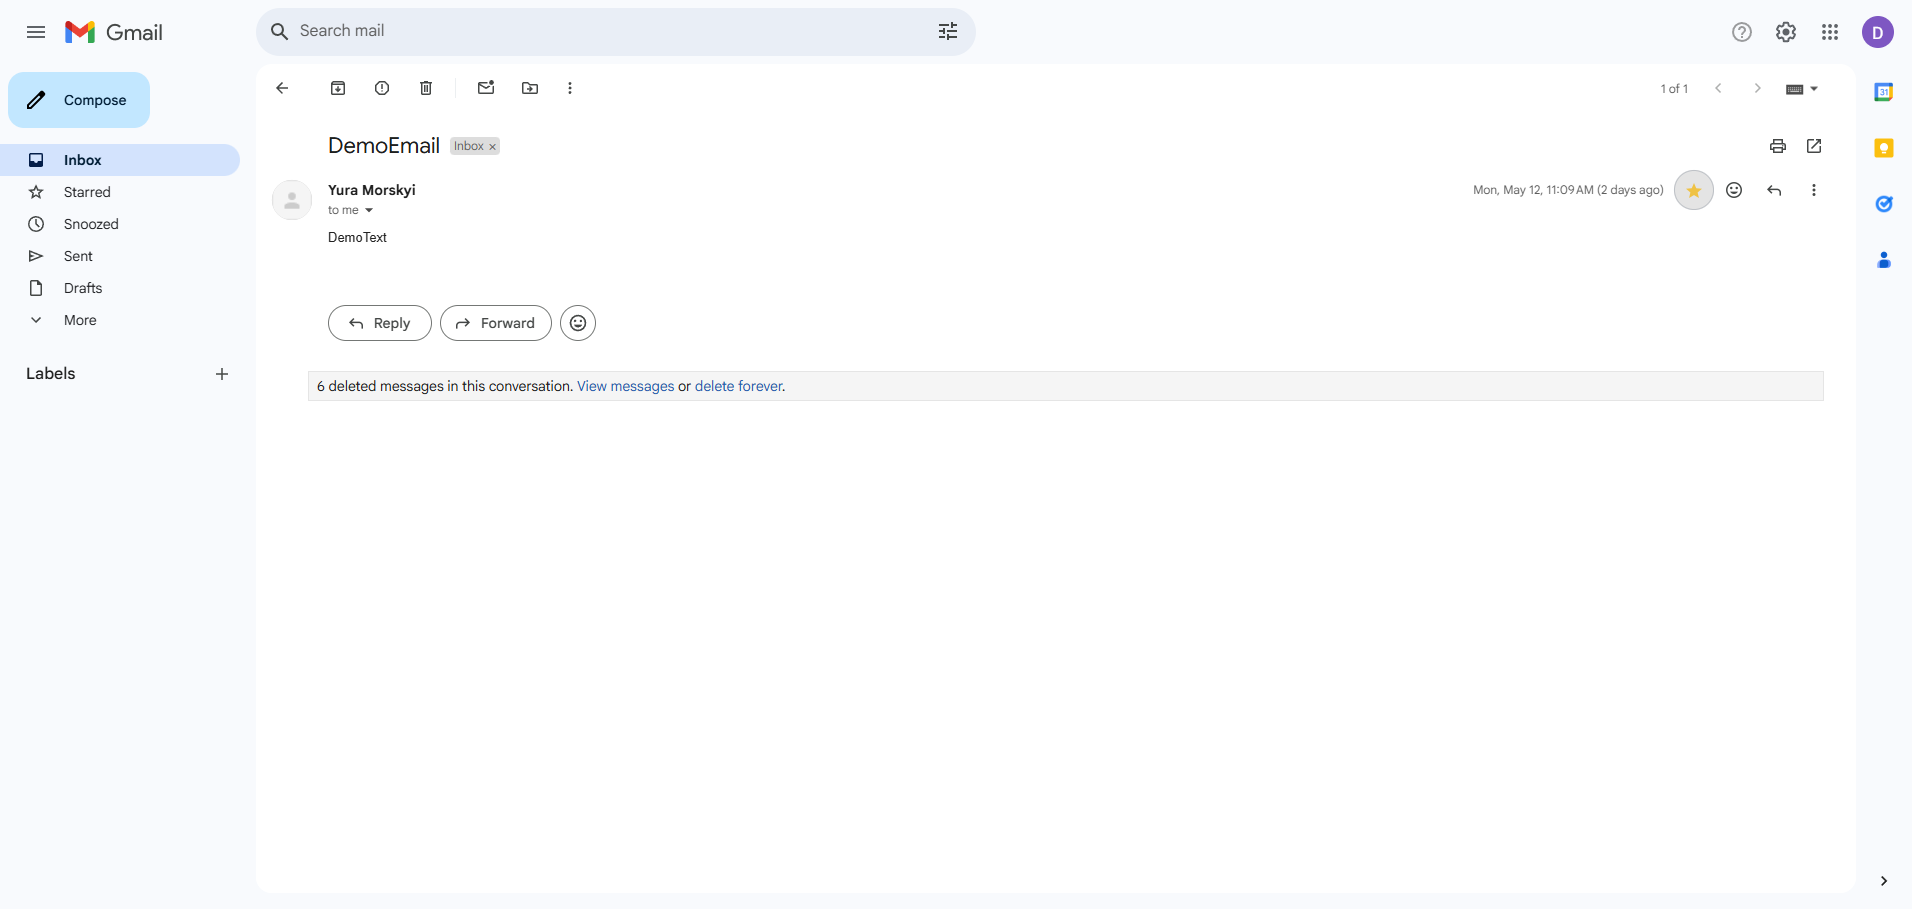 Gmail
Search mail
D
Compose
1 of 1
31
DemoEmail
Inbox ×
Inbox
Starred
Snoozed
Sent
Drafts
More
Labels
Yura Morskyi
Mon, May 12, 11:09 AM (2 days ago)
to me
DemoText
Reply
Forward
6 deleted messages in this conversation. View messages or delete forever.